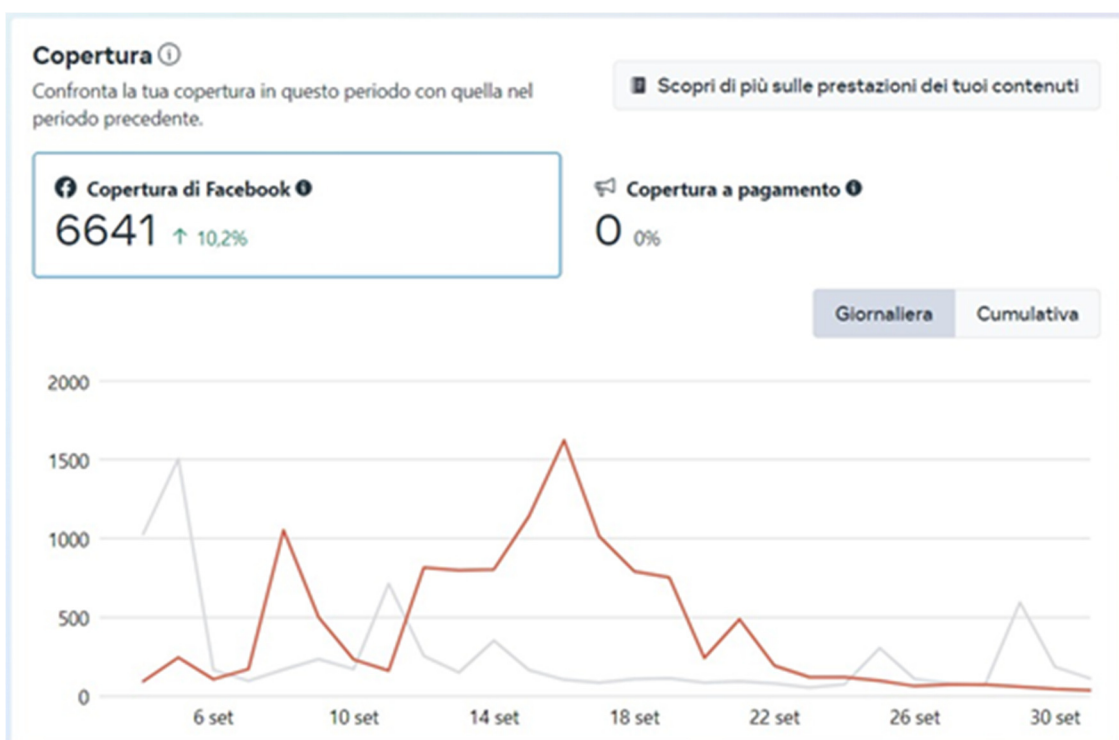 Copertura
Confronta la tua copertura in questo periodo con quella nel
periodo precedente.
Scopri di più sulle prestazioni dei tuoi contenuti
Copertura di Facebook
6641 ↑ 10,2%
Copertura a pagamento
0 0%
Giornaliera Cumulativa
2000
1500
1000
500
0
6 set 10 set 14 set 18 set 22 set 26 set 30 set